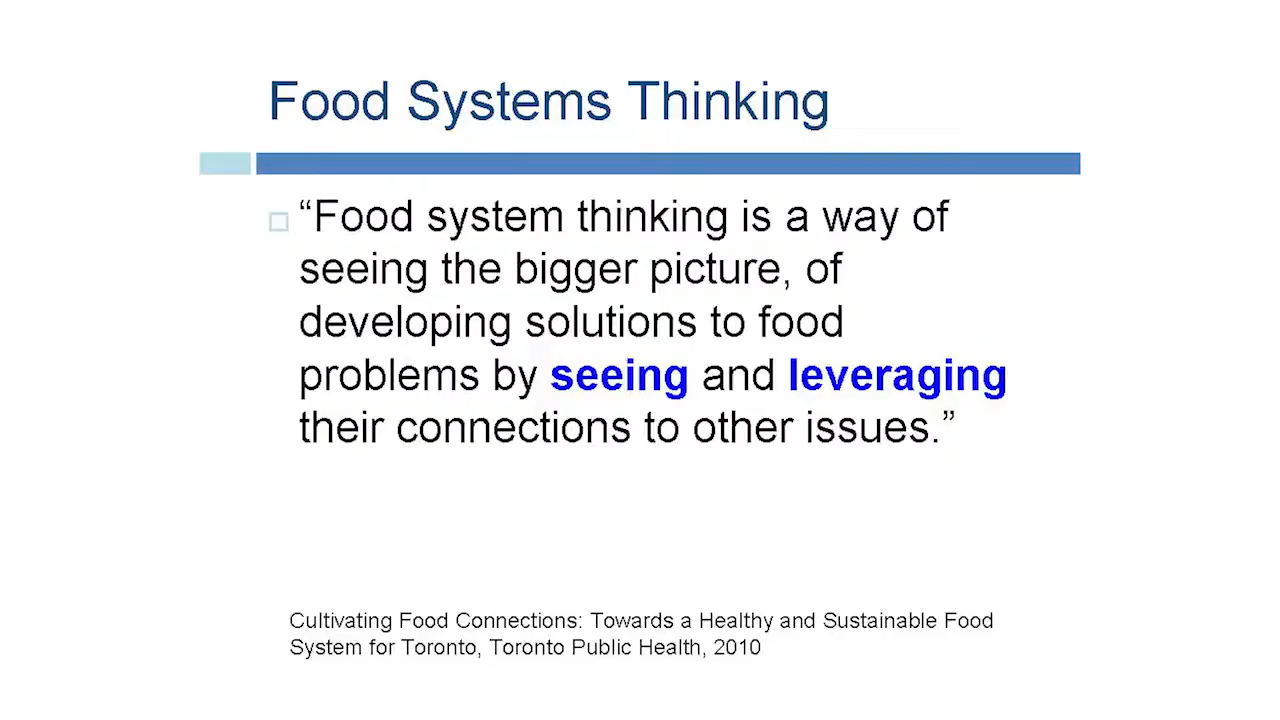 Food Systems Thinking
“Food system thinking is a way of
seeing the bigger picture, of
developing solutions to food
problems by seeing and leveraging
their connections to other issues.”
Cultivating Food Connections: Towards a Healthy and Sustainable Food
System for Toronto, Toronto Public Health, 2010